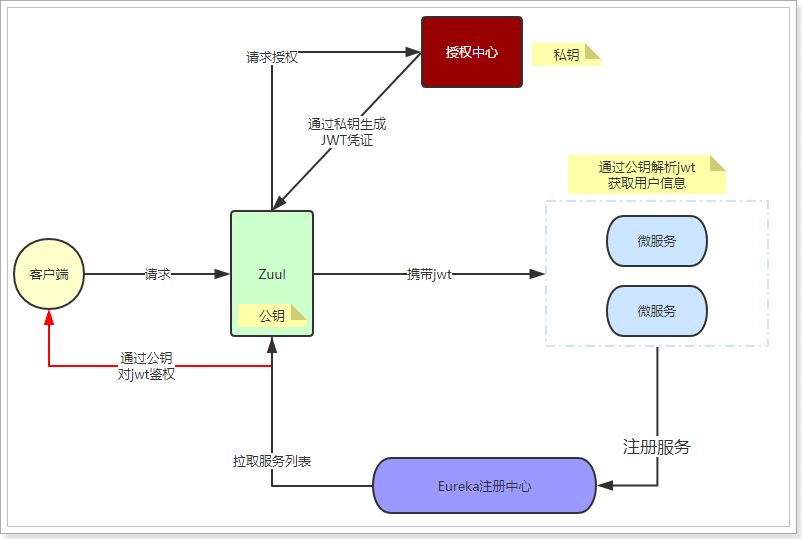 请求授权
授权中心
私钥
通过私钥生成
JWT凭证
通过公钥解析jwt
获取用户信息
微服务
客户端
请求
Zuul
携带jwt
公钥
微服务
通过公钥
对jwt鉴权
注册服务
拉取服务列表
Eureka注册中心